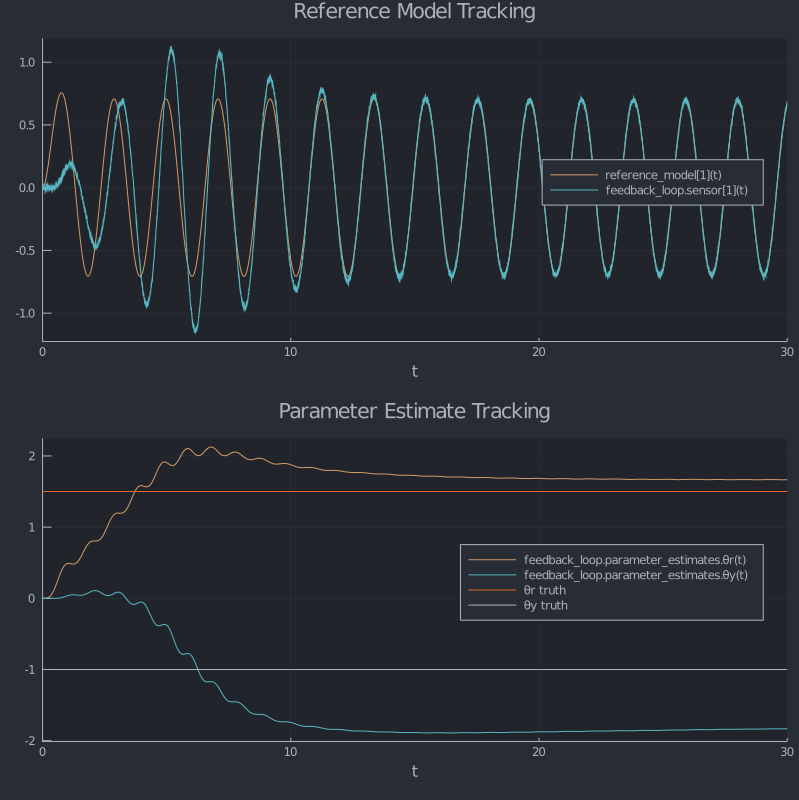 Reference Model Tracking
1.0
0.5
0.0
-0.5
-1.0
reference_model[1](t)
feedback_loop.sensor[1](t)
0
10
20
30
t
Parameter Estimate Tracking
2
1
0
-1
-2
feedback_loop.parameter_estimates.θr(t)
feedback_loop.parameter_estimates.θy(t)
θr truth
θy truth
0
10
20
30
t